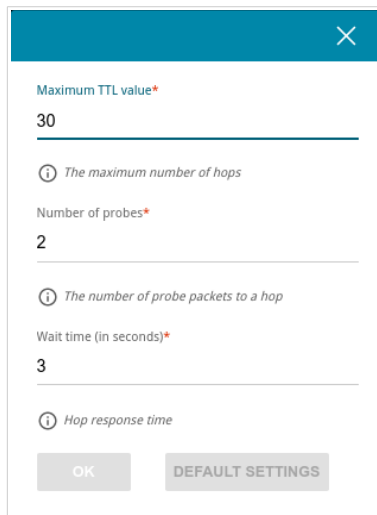 Maximum TTL value*
30
The maximum number of hops
Number of probes*
2
The number of probe packets to a hop
Wait time (in seconds)*
3
Hop response time
OK DEFAULT SETTINGS